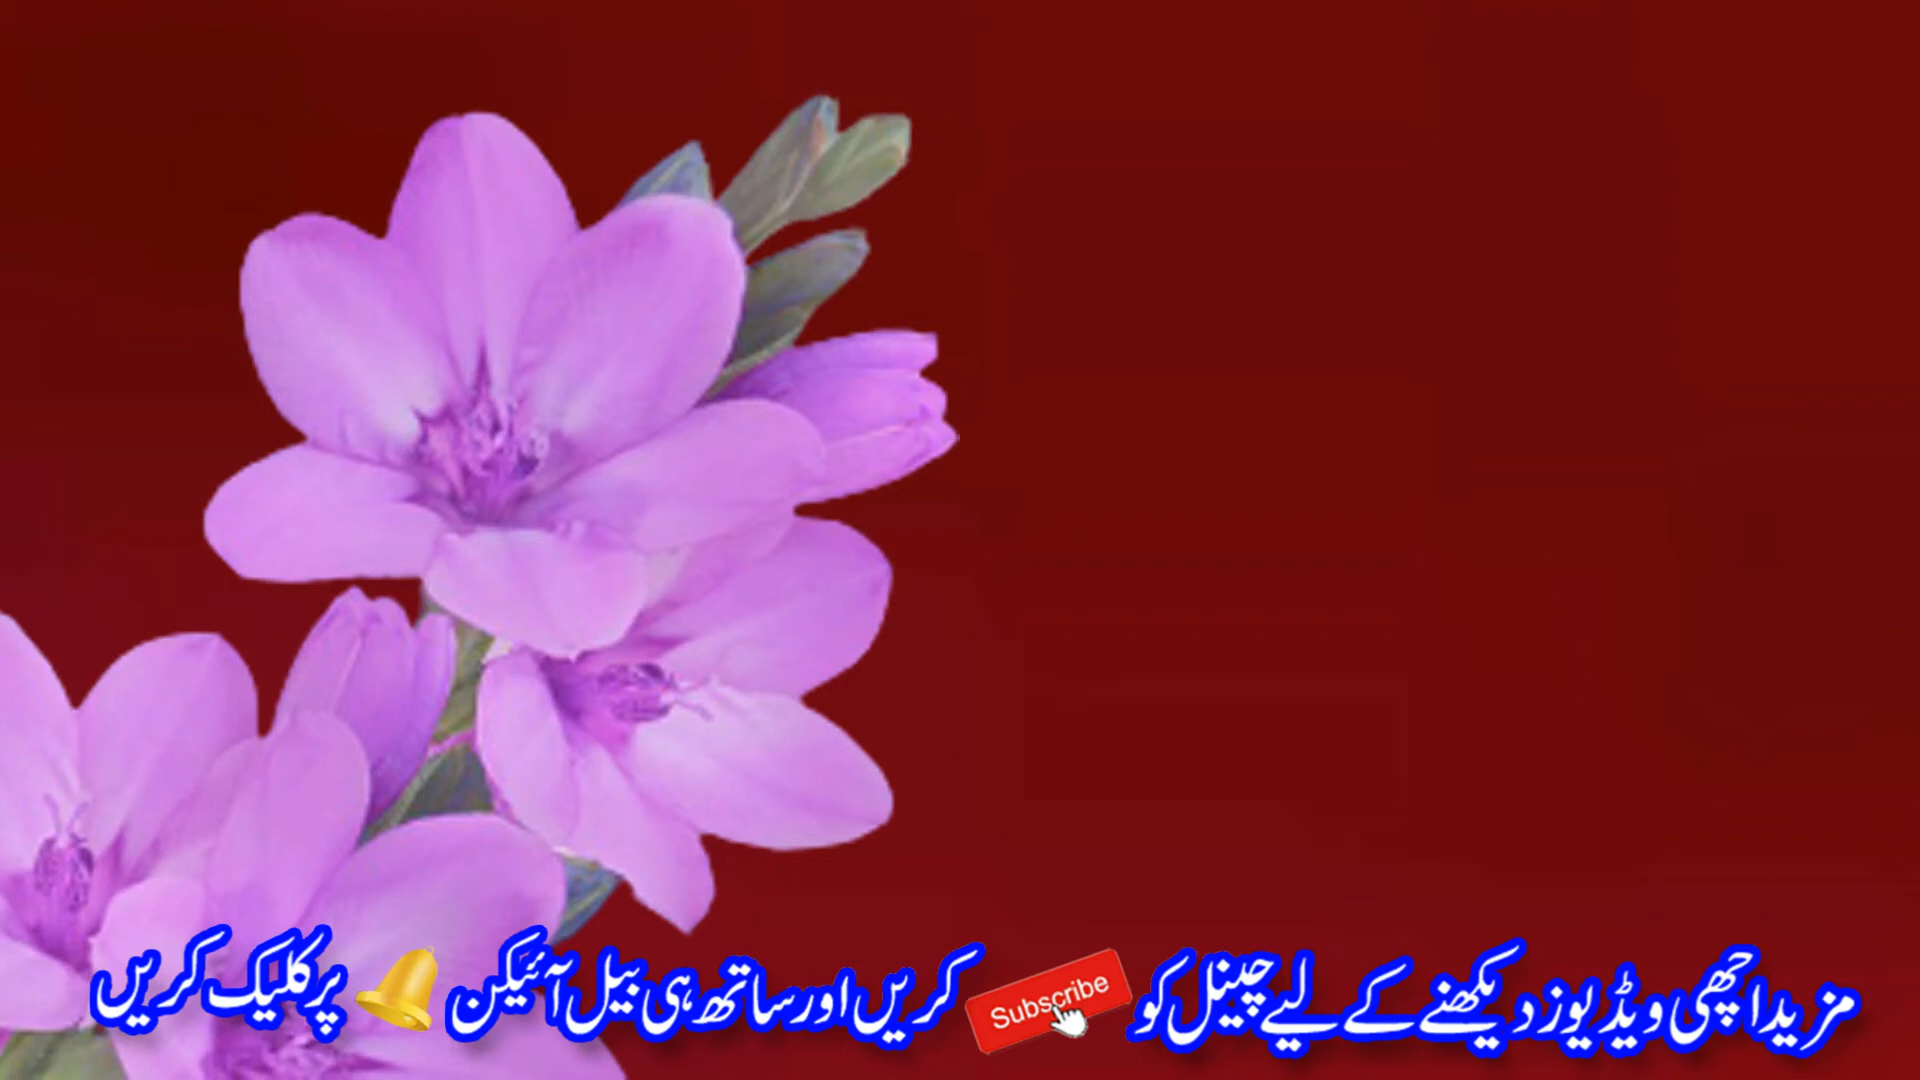 مزید اچھی ویڈیوز دیکھنے کے لیے چینل کو Subscribe کریں اور ساتھ ہی بیل آئیکن پر کلیک کریں